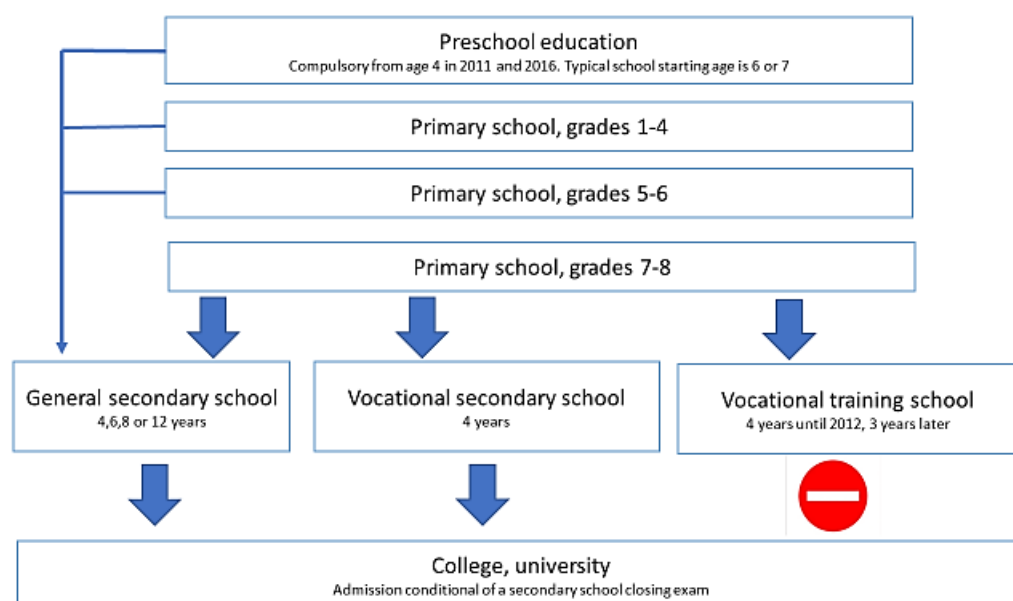 Preschool education
Compulsory from age 4 in 2011 and 2016. Typical school starting age is 6 or 7
Primary school, grades 1-4
Primary school, grades 5-6
Primary school, grades 7-8
General secondary school
4,6,8 or 12 years
Vocational secondary school
4 years
Vocational training school
4 years until 2012, 3 years later
College, university
Admission conditional of a secondary school closing exam